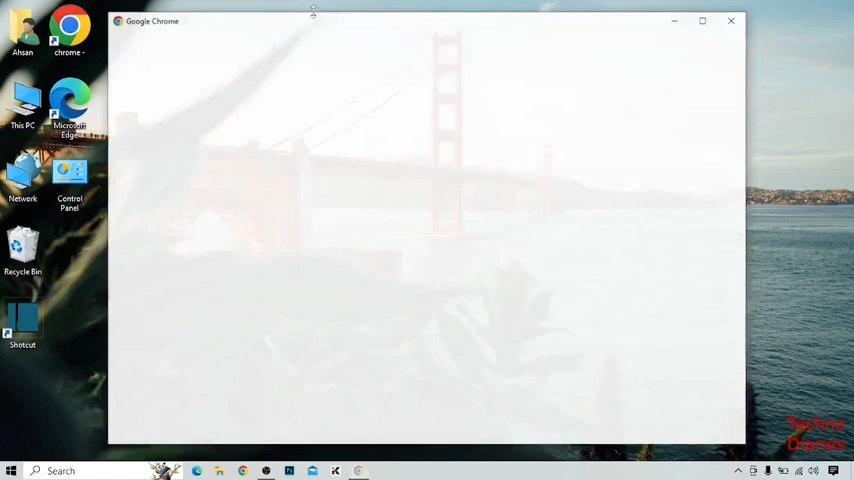 Google Chrome
Ahsan
chrome -
This PC
Microsoft
Edge
Network
Control
Panel
Recycle Bin
Shotcut
Techno
Diaries
Search